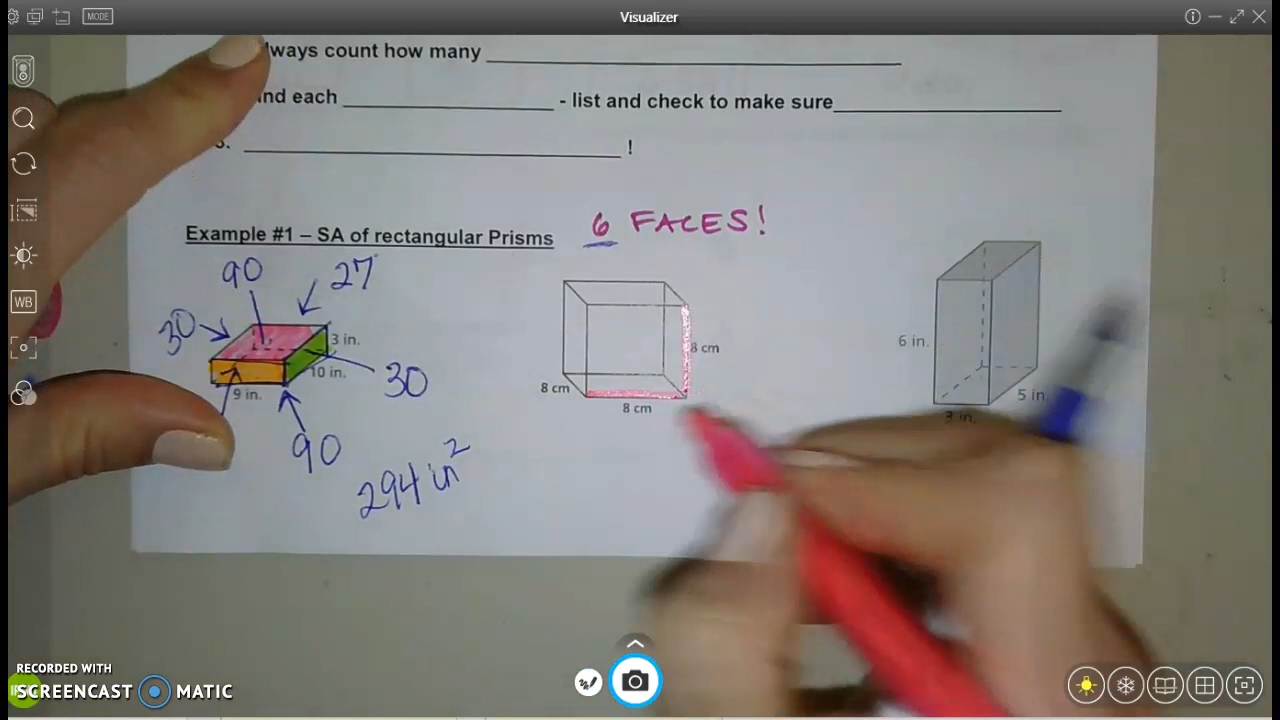 MODE
Visualizer
lways count how many
nd each - list and check to make sure
!
Example #1 – SA of rectangular Prisms
6 FACES!
90
27
30
3 in.
10 in.
30
9 in.
90
294 in²
8 cm
8 cm
8 cm
6 in.
5 in.
3 in.
WB
RECORDED WITH
SCREENCAST MATIC